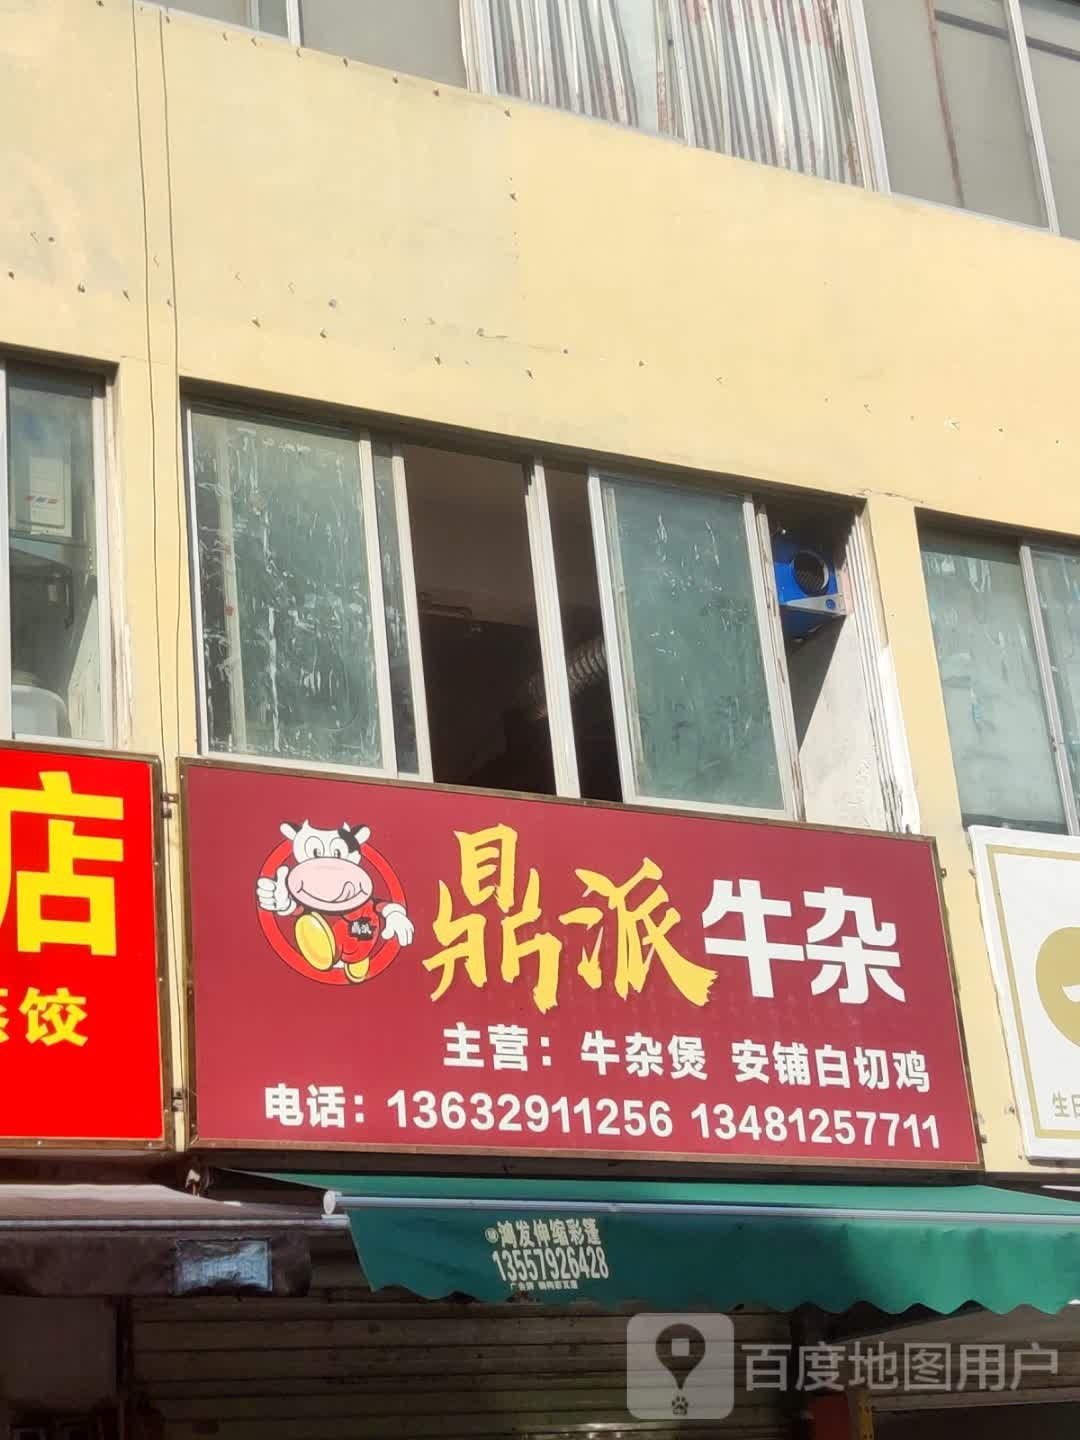 店
饺
鼎派牛杂
主营：牛杂煲 安铺白切鸡
电话：13632911256 13481257711
鸿发伸缩彩篷
13557926428
百度地图用户